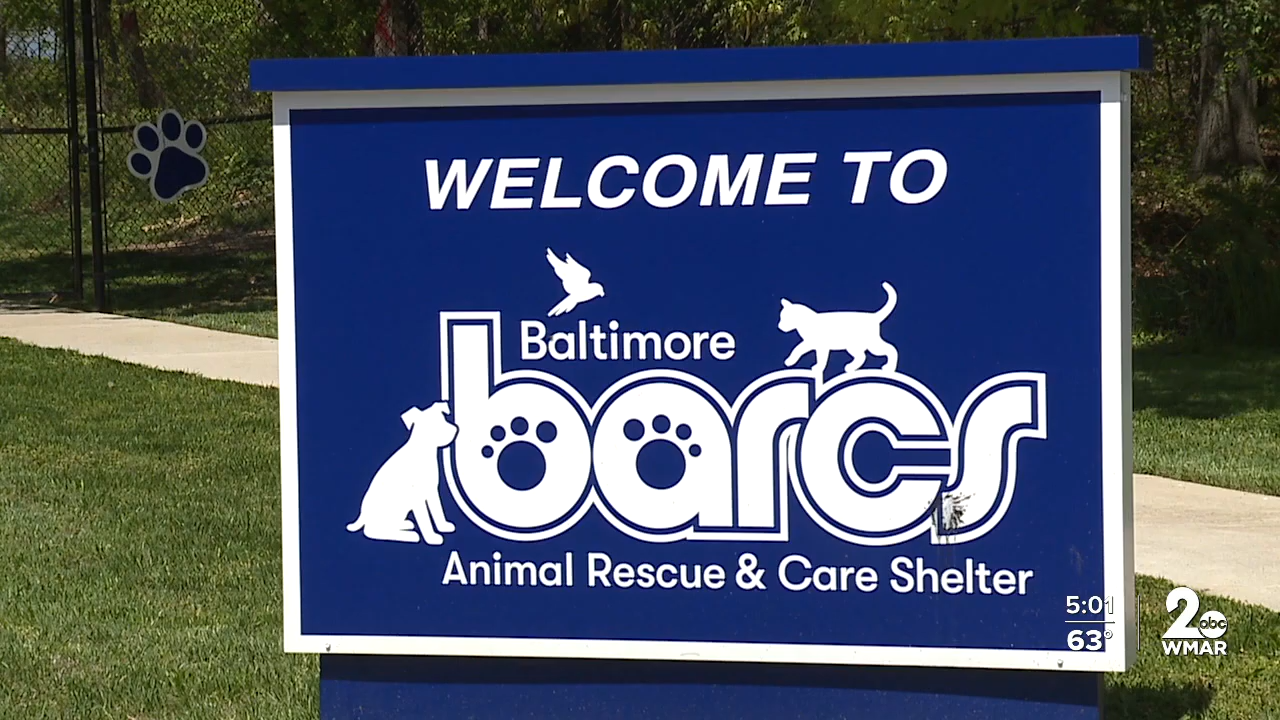 WELCOME TO
Baltimore
barcs
Animal Rescue & Care Shelter
5:01
63°
2 abc
WMAR